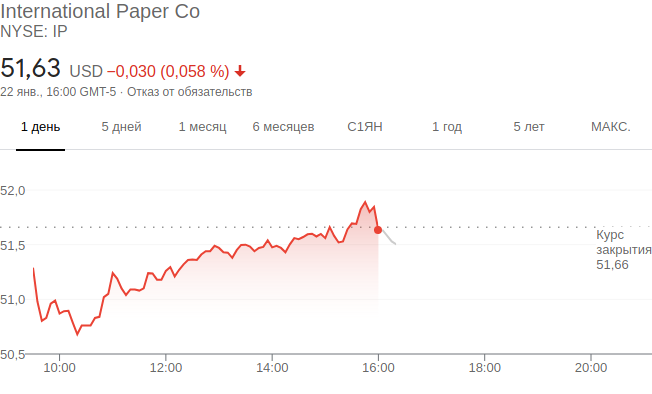 International Paper Co
NYSE: IP
51,63 USD −0,030 (0,058 %)
22 янв., 16:00 GMT-5 · Отказ от обязательств
1 день 5 дней 1 месяц 6 месяцев С1ЯН 1 год 5 лет МАКС.
52,0
51,5
51,0
50,5
Курс
закрытия
51,66
10:00 12:00 14:00 16:00 18:00 20:00